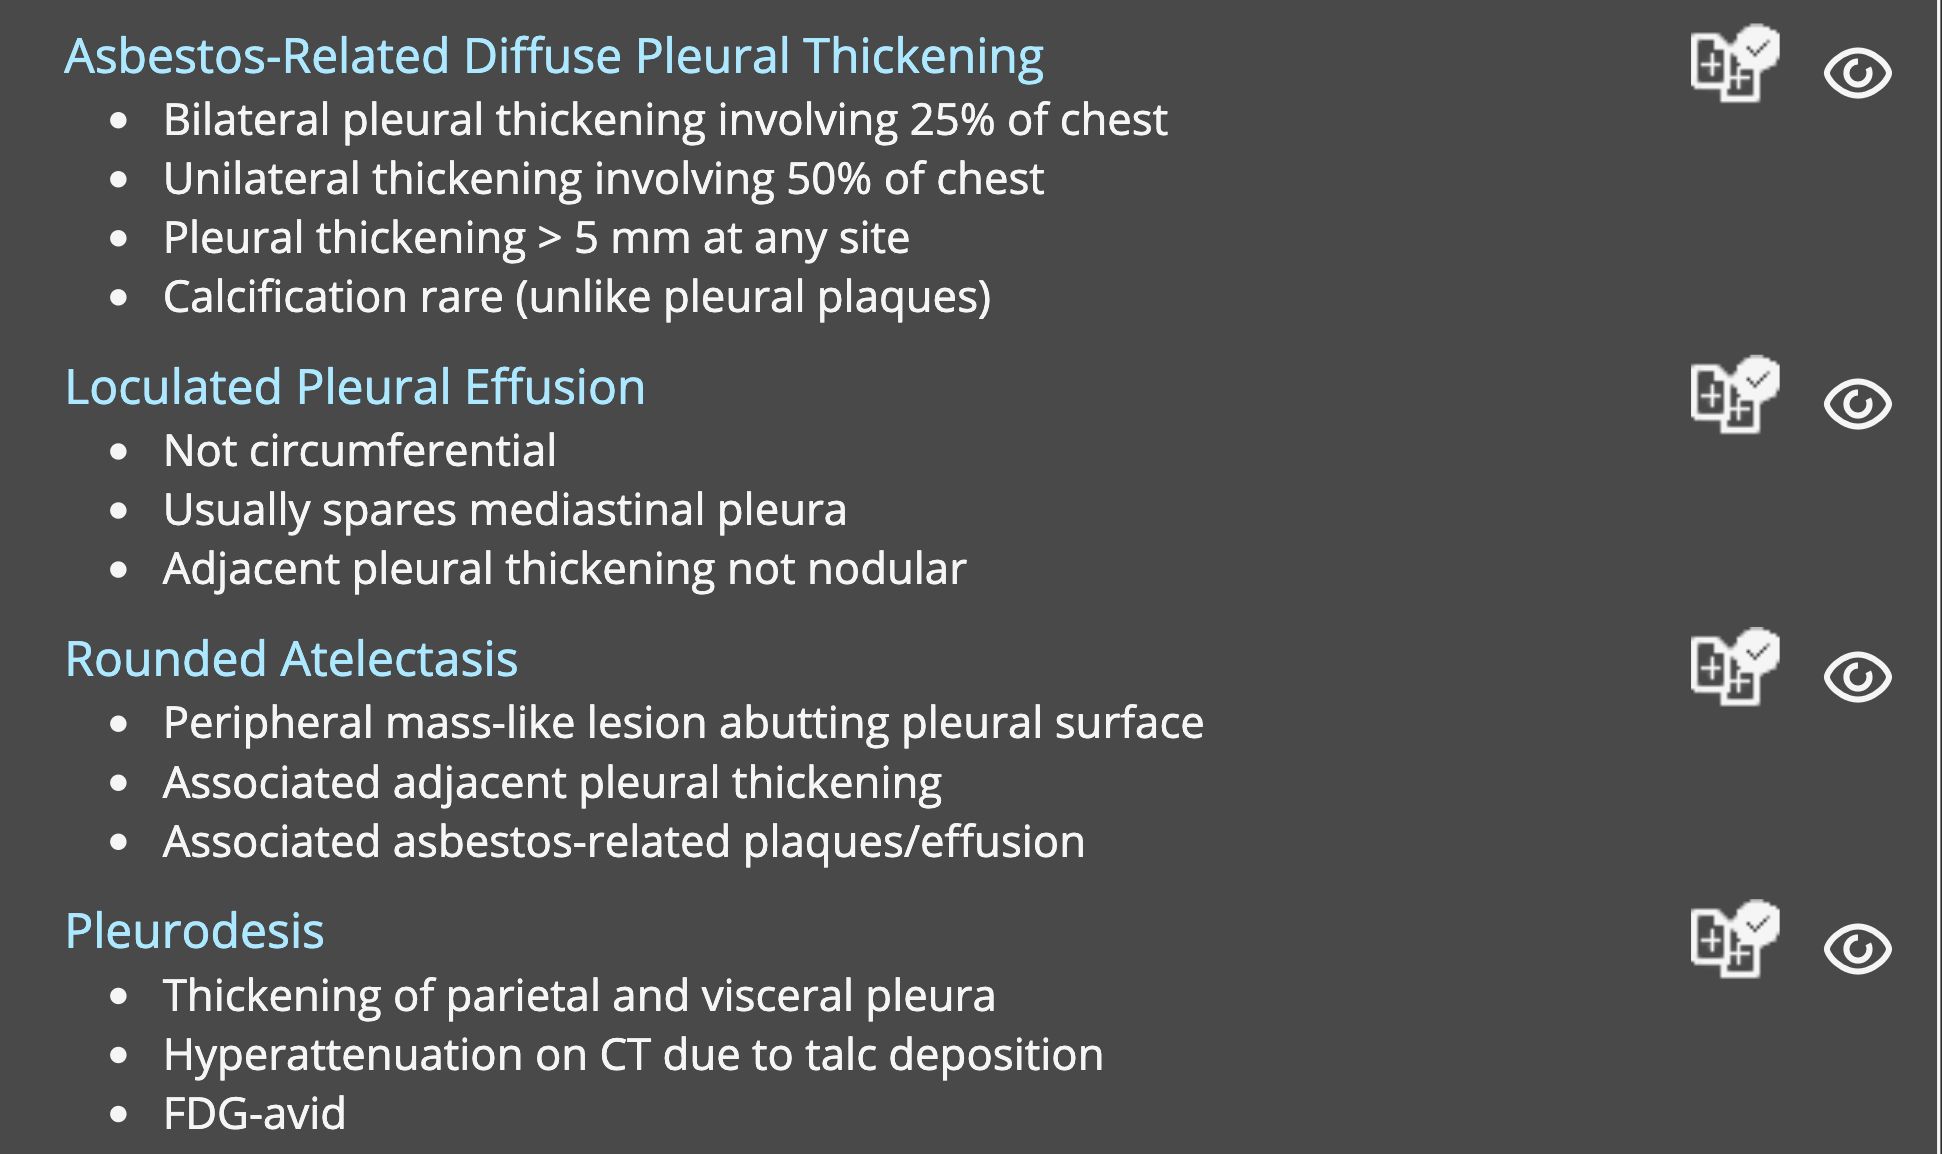 Asbestos-Related Diffuse Pleural Thickening
• Bilateral pleural thickening involving 25% of chest
• Unilateral thickening involving 50% of chest
• Pleural thickening > 5 mm at any site
• Calcification rare (unlike pleural plaques)
Loculated Pleural Effusion
• Not circumferential
• Usually spares mediastinal pleura
• Adjacent pleural thickening not nodular
Rounded Atelectasis
• Peripheral mass-like lesion abutting pleural surface
• Associated adjacent pleural thickening
• Associated asbestos-related plaques/effusion
Pleurodesis
• Thickening of parietal and visceral pleura
• Hyperattenuation on CT due to talc deposition
• FDG-avid